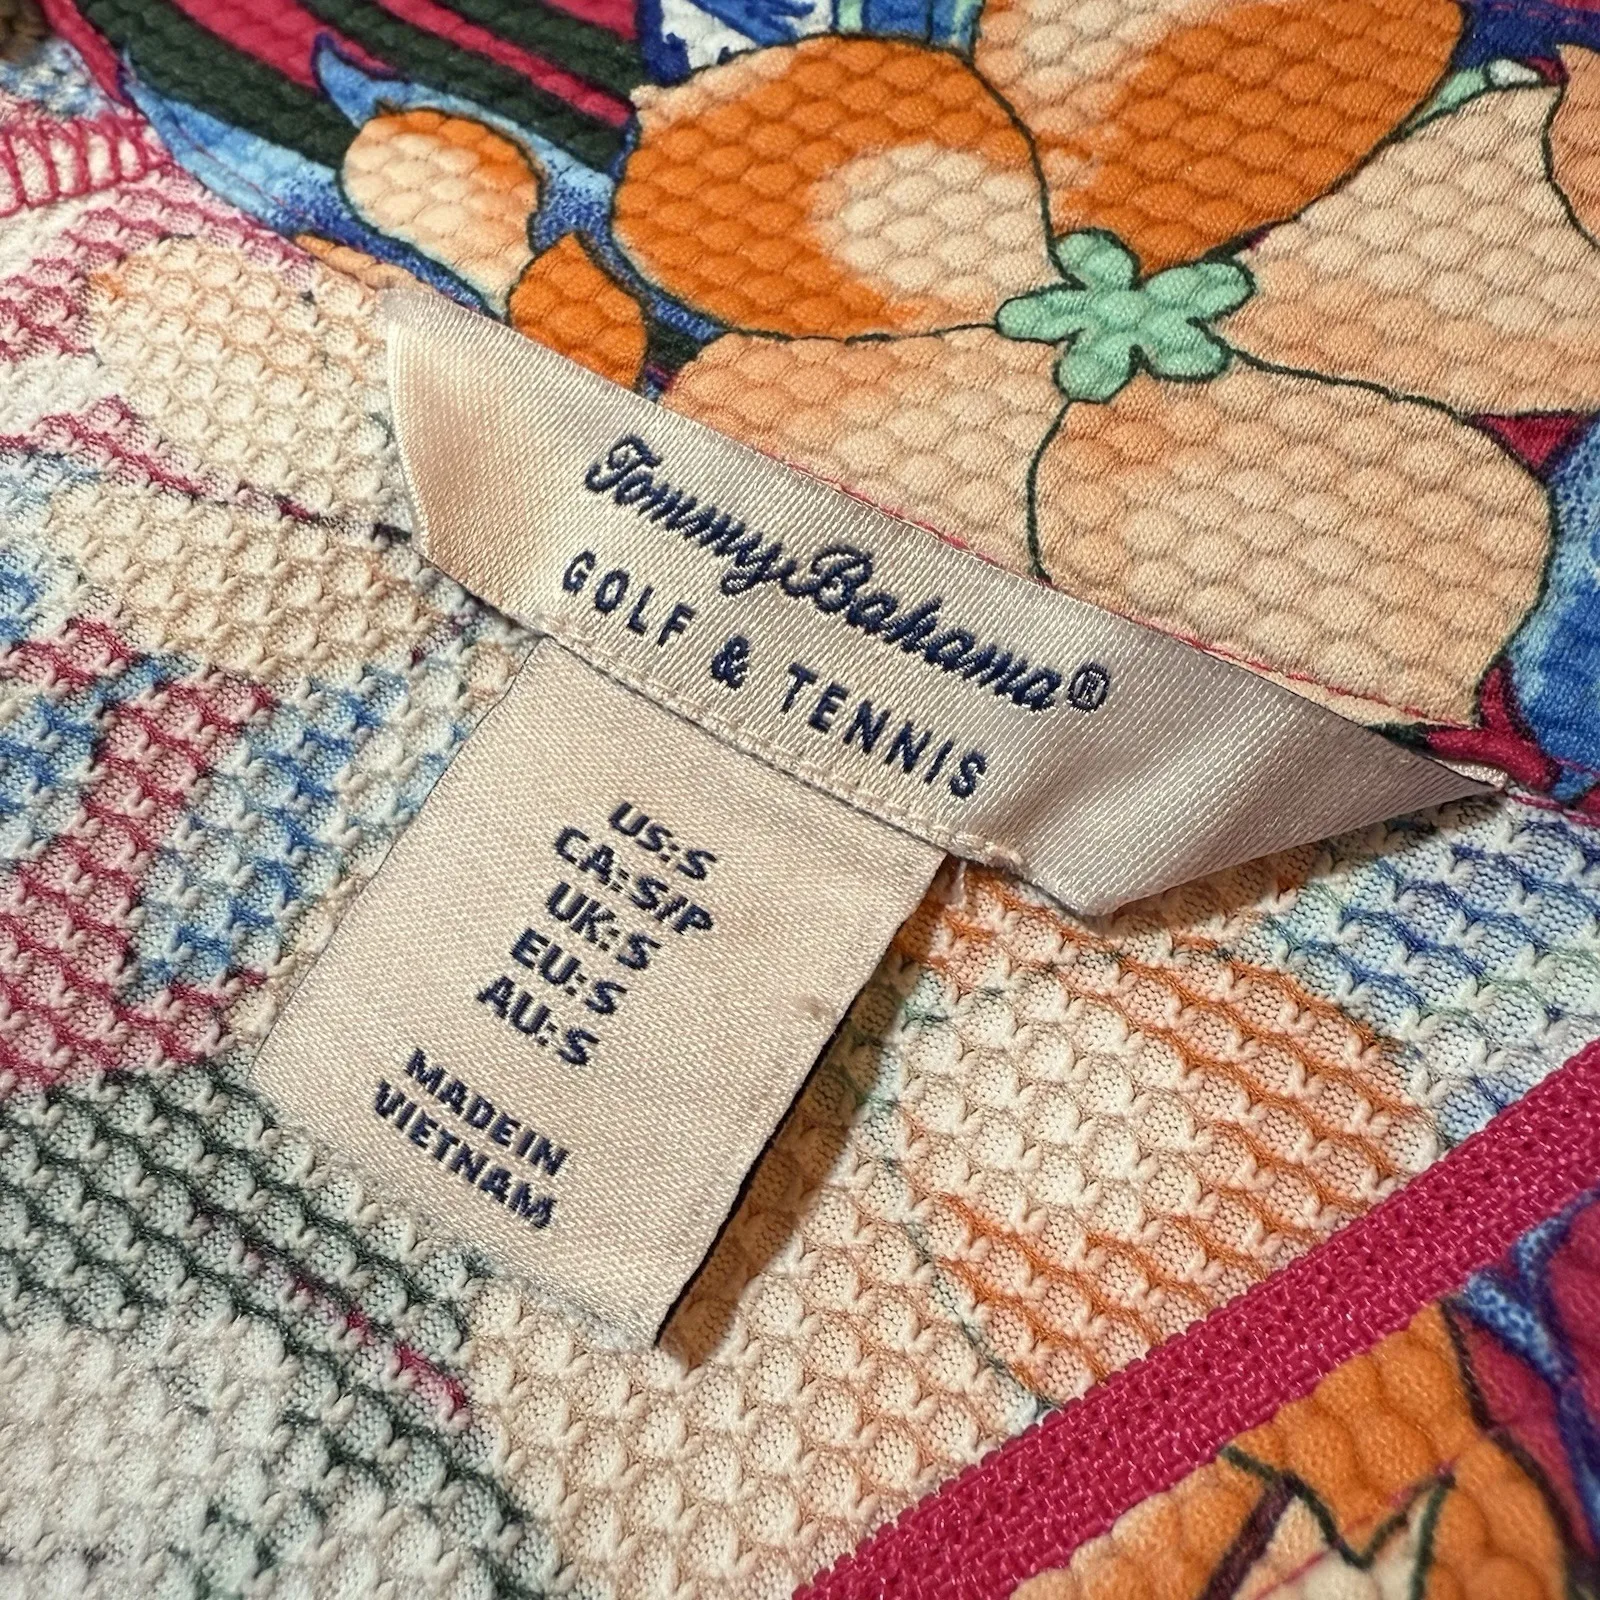 Tommy Bahama®
GOLF & TENNIS
US:S
CA:S/P
UK:S
EU:S
AU:S
MADE IN
VIETNAM